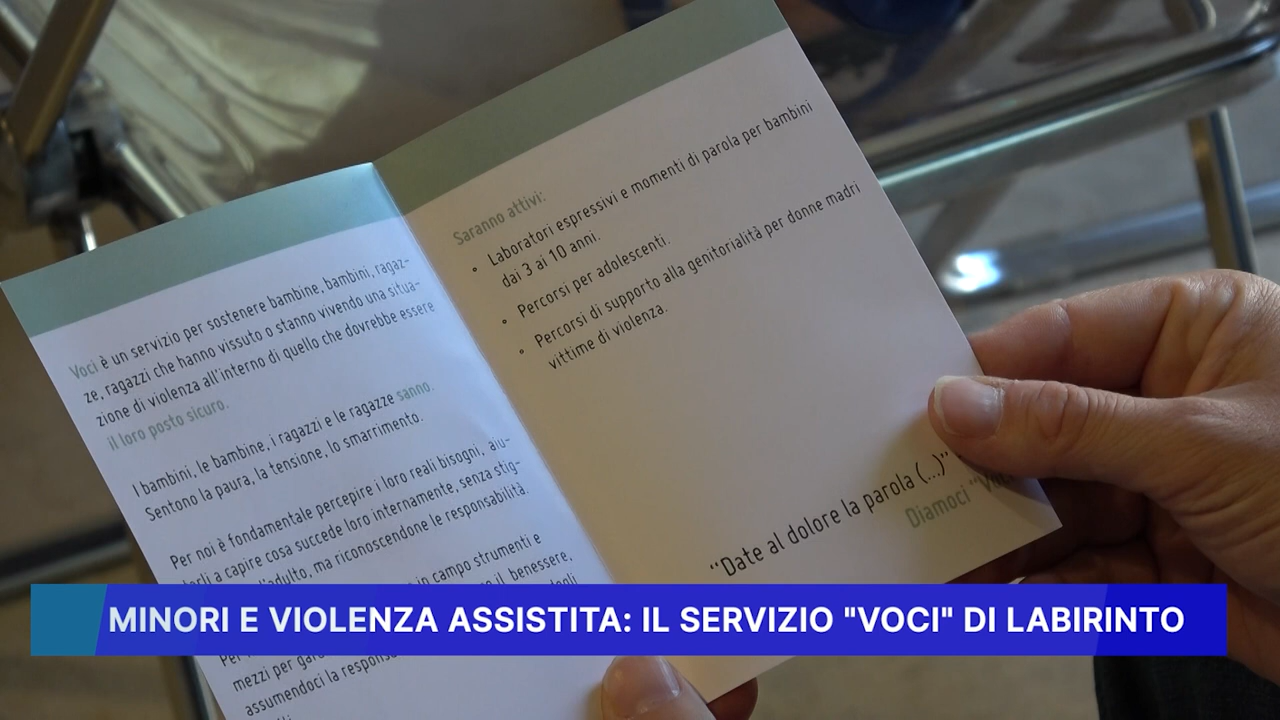 Voci è un servizio per sostenere bambine, bambini, ragaz-
ze, ragazzi che hanno vissuto o stanno vivendo una situa-
zione di violenza all'interno di quello che dovrebbe essere
il loro posto sicuro.
I bambini, le bambine, i ragazzi e le ragazze sanno.
Sentono la paura, la tensione, lo smarrimento.
Per noi è fondamentale percepire i loro reali bisogni, aiu-
a capire cosa succede loro internamente, senza stig-
l'adulto, ma riconoscendone le responsabilità.
in campo strumenti e
il benessere,
Per
mezzi per
assumendoci la
Saranno attivi:
• Laboratori espressivi e momenti di parola per bambini
dai 3 ai 10 anni.
• Percorsi per adolescenti.
• Percorsi di supporto alla genitorialità per donne madri
vittime di violenza.
“Date al dolore la parola (...)”
Diamoci
MINORI E VIOLENZA ASSISTITA: IL SERVIZIO "VOCI" DI LABIRINTO